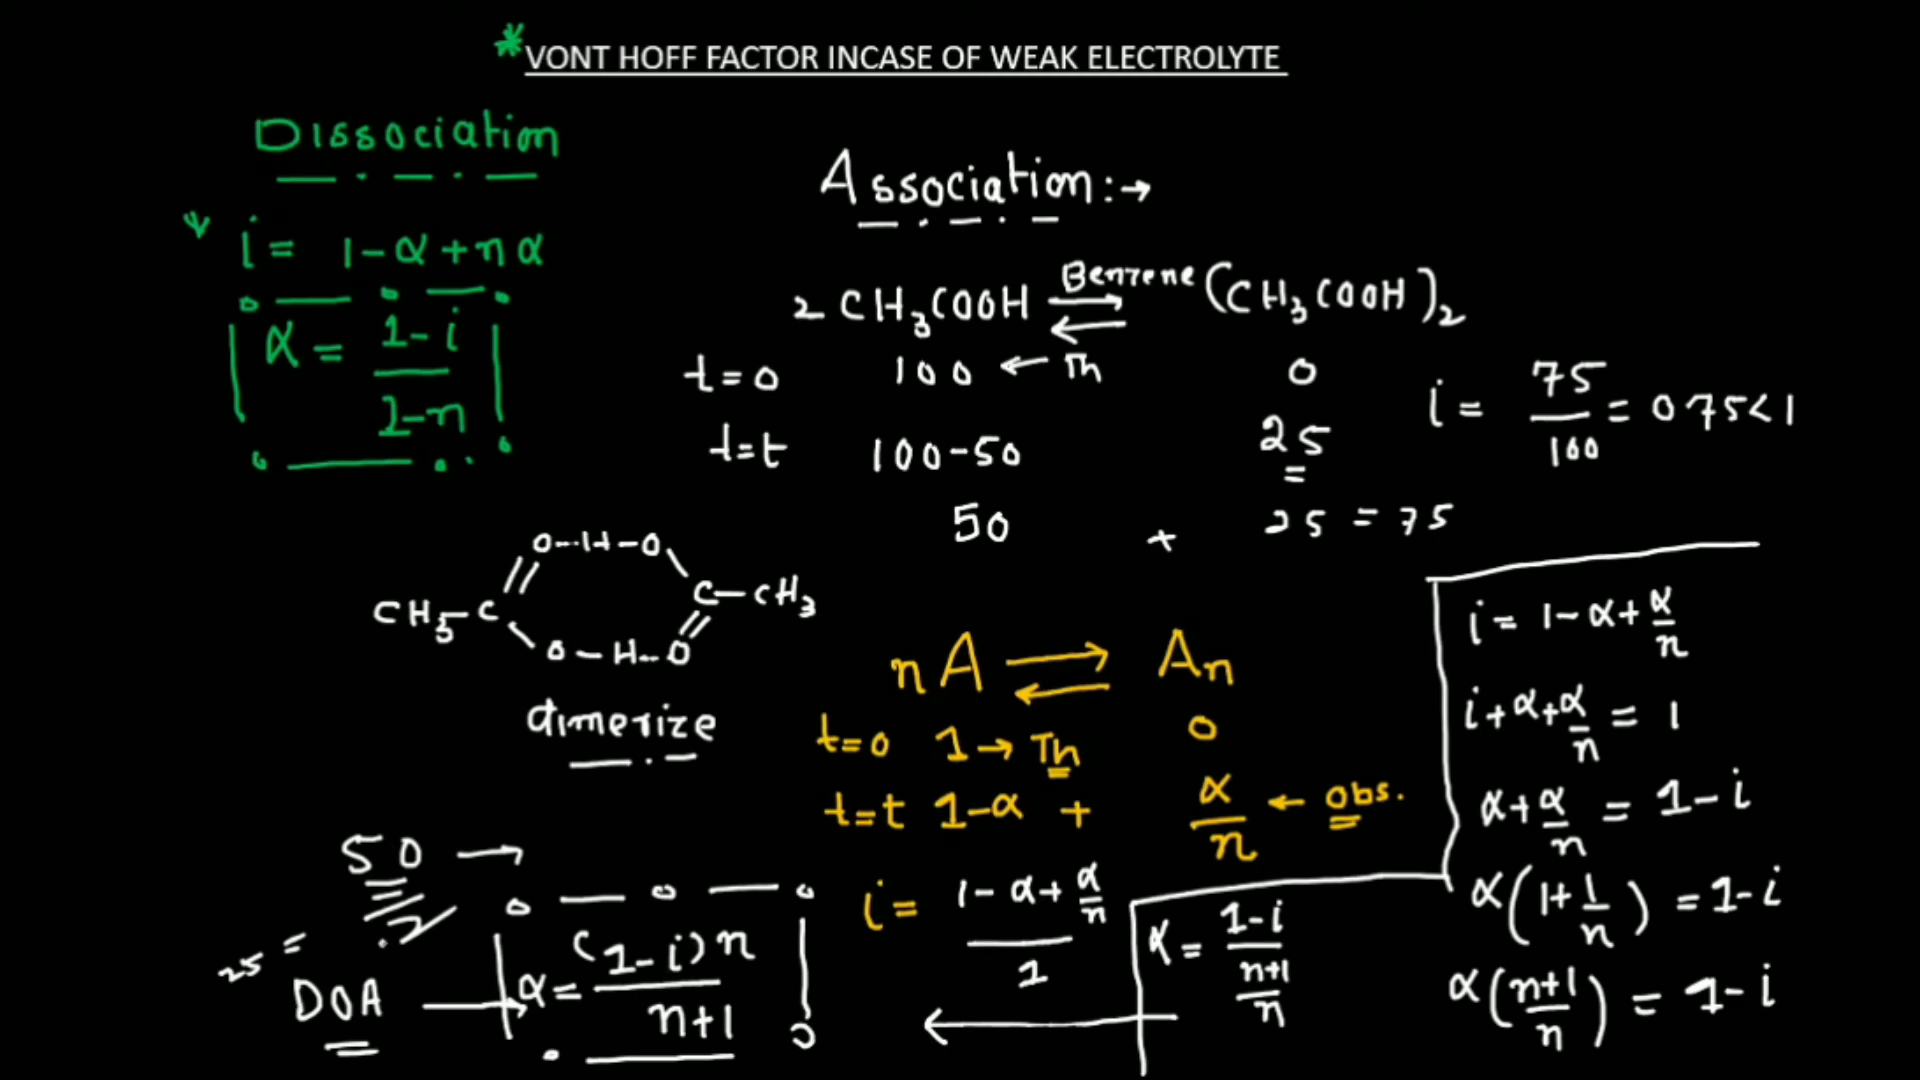 *VONT HOFF FACTOR INCASE OF WEAK ELECTROLYTE
Dissociation
* i = 1-α+nα
α = 1-i / 1-n
Association:→
2 CH₃COOH ⇌ Benzene (CH₃COOH)₂
t=0 100 ← Th 0
t=t 100-50 25
50 + 25 = 75
i = 75/100 = 0 75 < 1
O---H-O
CH₃-C C-CH₃
O-H--O
dimerize
nA ⇌ An
t=0 1 → Th 0
t=t 1-α + α/n ← obs.
i = 1-α+α/n / 1
i = 1-α+α/n
i+α+α/n = 1
α+α/n = 1-i
α(1+1/n) = 1-i
α(n+1/n) = 1-i
α = 1-i / n+1/n
50 →
25 =
DOA → α = (1-i)n / n+1